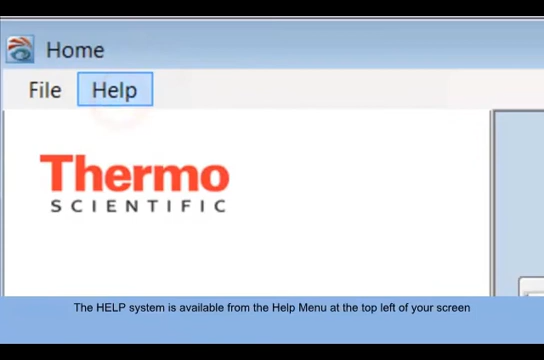 Home
File Help
Thermo
SCIENTIFIC
The HELP system is available from the Help Menu at the top left of your screen